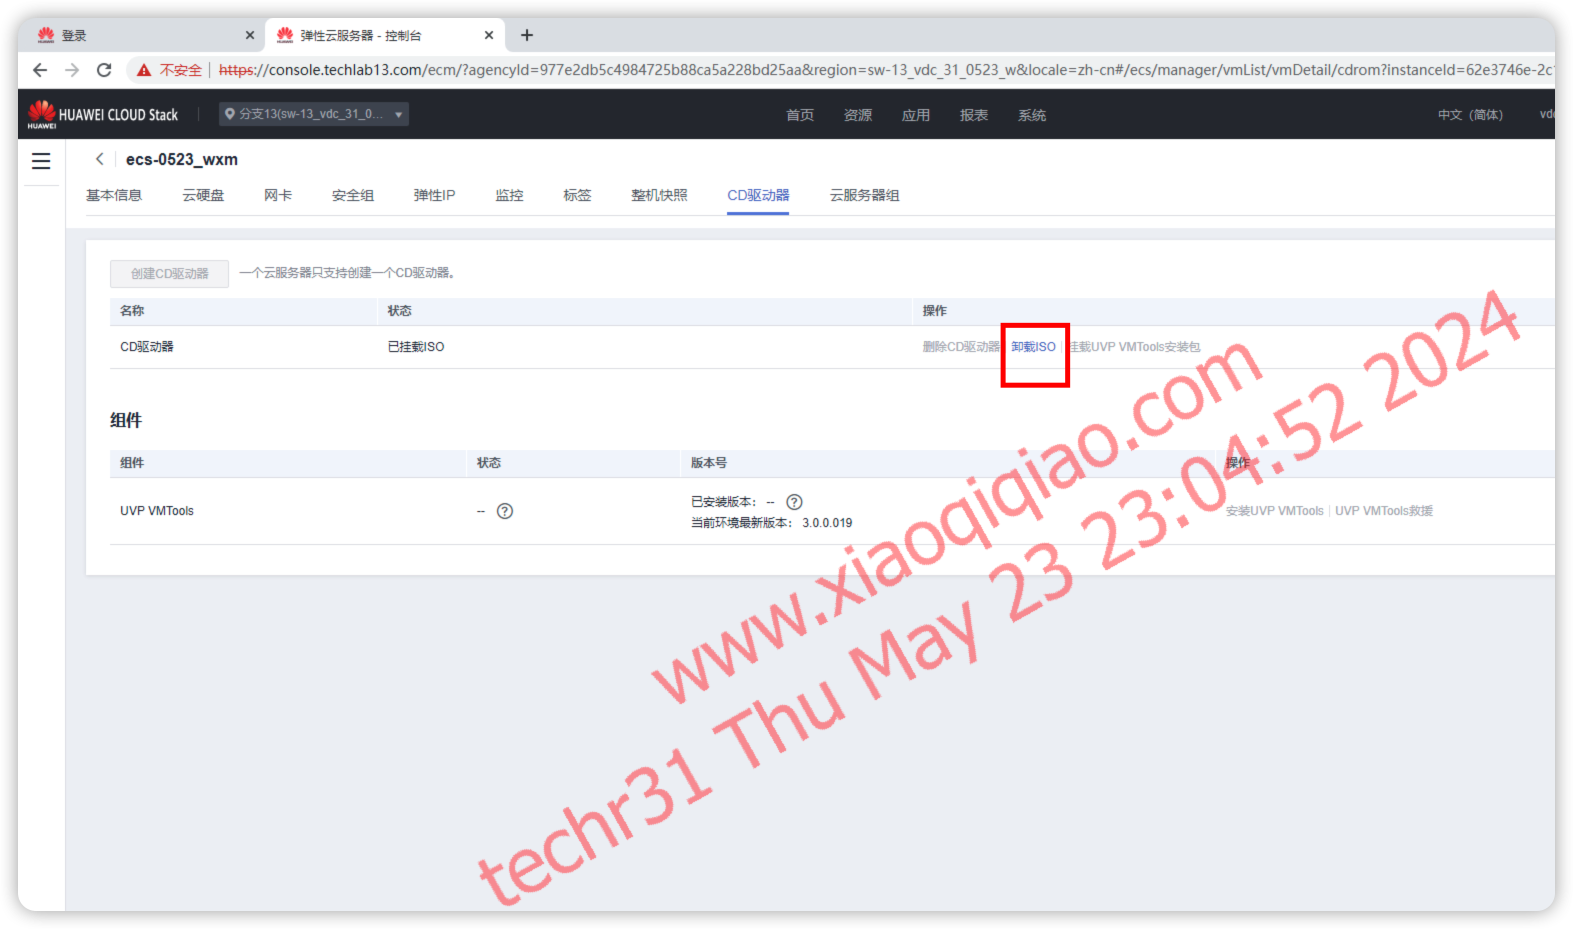 登录
弹性云服务器 - 控制台
不安全 https://console.techlab13.com/ecm/?agencyId=977e2db5c4984725b88ca5a228bd25aa&region=sw-13_vdc_31_0523_w&locale=zh-cn#/ecs/manager/vmList/vmDetail/cdrom?instanceId=62e3746e-2c
HUAWEI HUAWEI CLOUD Stack 分支13(sw-13_vdc_31_0... 首页 资源 应用 报表 系统 中文（简体） vdc
ecs-0523_wxm
基本信息 云硬盘 网卡 安全组 弹性IP 监控 标签 整机快照 CD驱动器 云服务器组
创建CD驱动器 一个云服务器只支持创建一个CD驱动器。
名称 状态 操作
CD驱动器 已挂载ISO 删除CD驱动器 卸载ISO 挂载UVP VMTools安装包
组件
组件 状态 版本号 操作
UVP VMTools -- 已安装版本： --
当前环境最新版本： 3.0.0.019
安装UVP VMTools UVP VMTools救援
www.xiaoqiqiao.com
techr31 Thu May 23 23:04:52 2024